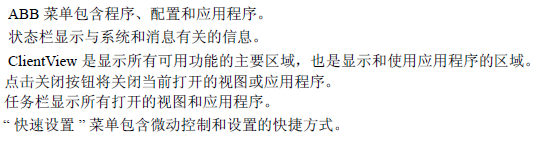 ABB 菜单包含程序、配置和应用程序。
状态栏显示与系统和消息有关的信息。
ClientView 是显示所有可用功能的主要区域，也是显示和使用应用程序的区域。
点击关闭按钮将关闭当前打开的视图或应用程序。
任务栏显示所有打开的视图和应用程序。
“ 快速设置 ” 菜单包含微动控制和设置的快捷方式。